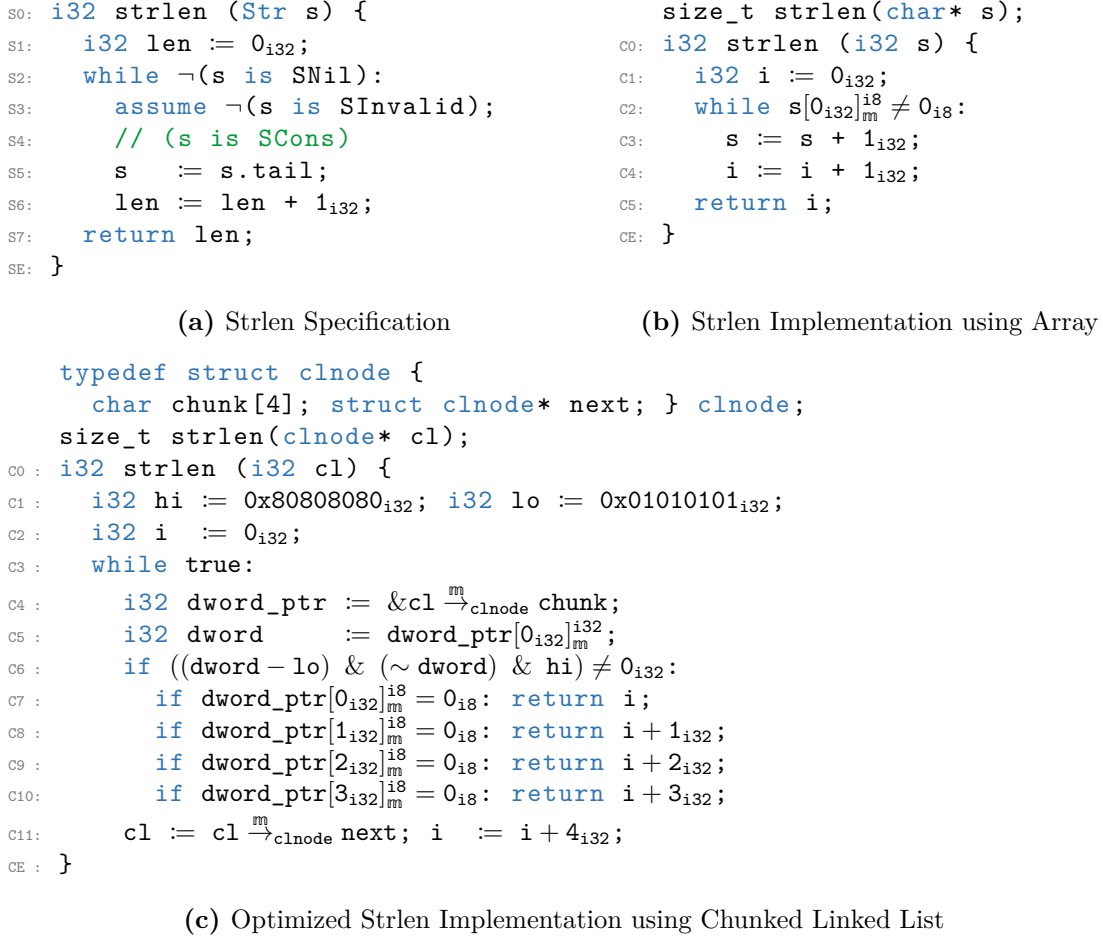 S0: i32 strlen (Str s) {
S1: i32 len := 0i32;
S2: while ¬(s is SNil):
S3: assume ¬(s is SInvalid);
S4: // (s is SCons)
S5: s := s.tail;
S6: len := len + 1i32;
S7: return len;
SE: }
(a) Strlen Specification
size_t strlen(char* s);
C0: i32 strlen (i32 s) {
C1: i32 i := 0i32;
C2: while s[0i32]i8m ≠ 0i8:
C3: s := s + 1i32;
C4: i := i + 1i32;
C5: return i;
CE: }
(b) Strlen Implementation using Array
typedef struct clnode {
char chunk[4]; struct clnode* next; } clnode;
size_t strlen(clnode* cl);
C0 : i32 strlen (i32 cl) {
C1 : i32 hi := 0x80808080i32; i32 lo := 0x01010101i32;
C2 : i32 i := 0i32;
C3 : while true:
C4 : i32 dword_ptr := &cl m→clnode chunk;
C5 : i32 dword := dword_ptr[0i32]i32m;
C6 : if ((dword − lo) & (∼ dword) & hi) ≠ 0i32:
C7 : if dword_ptr[0i32]i8m = 0i8: return i;
C8 : if dword_ptr[1i32]i8m = 0i8: return i + 1i32;
C9 : if dword_ptr[2i32]i8m = 0i8: return i + 2i32;
C10: if dword_ptr[3i32]i8m = 0i8: return i + 3i32;
C11: cl := cl m→clnode next; i := i + 4i32;
CE : }
(c) Optimized Strlen Implementation using Chunked Linked List